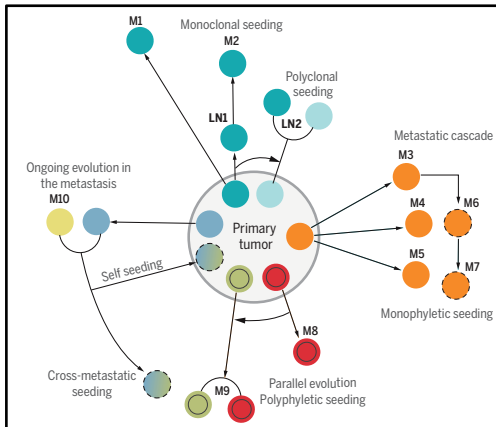 M1
Monoclonal seeding
M2
Polyclonal
seeding
LN1
LN2
Metastatic cascade
M3
Ongoing evolution in
the metastasis
M10
M4
M6
Primary
tumor
M5
M7
Self seeding
Monophyletic seeding
M8
Cross-metastatic
seeding
M9
Parallel evolution
Polyphyletic seeding